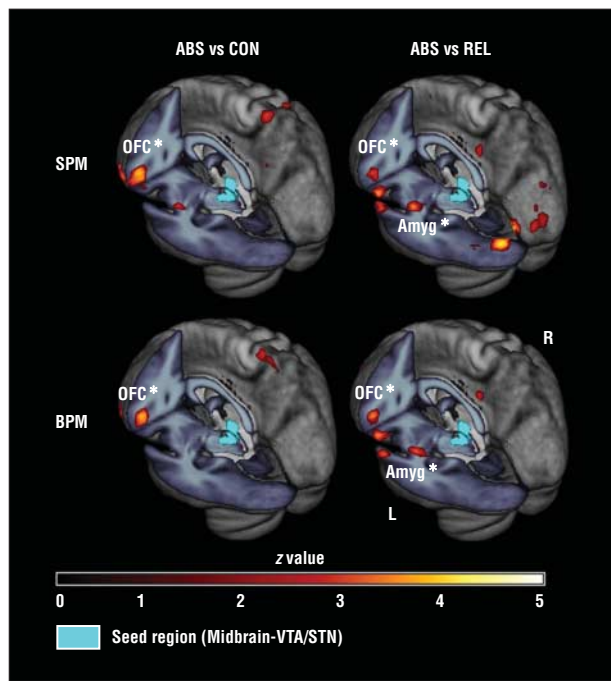 ABS vs CON
ABS vs REL
SPM
OFC*
OFC*
Amyg*
R
BPM
OFC*
OFC*
Amyg*
L
z value
0 1 2 3 4 5
Seed region (Midbrain-VTA/STN)